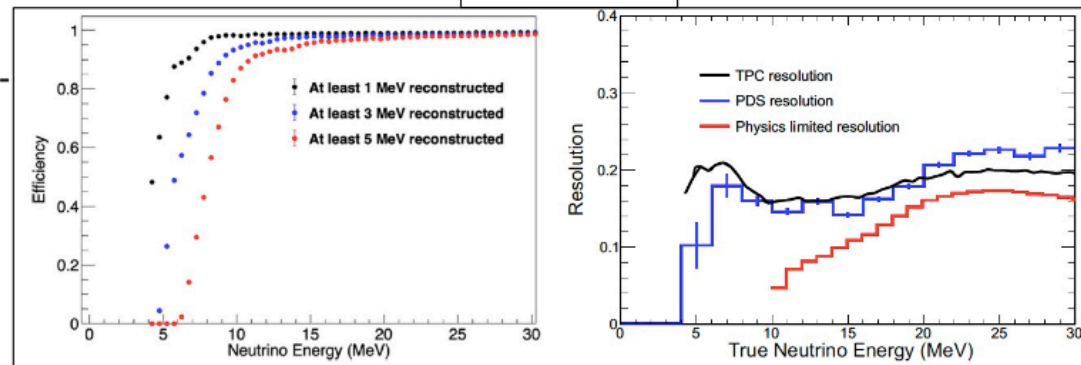 1
0.8
0.6
0.4
0.2
0
Efficiency
At least 1 MeV reconstructed
At least 3 MeV reconstructed
At least 5 MeV reconstructed
0 5 10 15 20 25 30
Neutrino Energy (MeV)
0.4
0.3
0.2
0.1
0
Resolution
TPC resolution
PDS resolution
Physics limited resolution
5 10 15 20 25 30
True Neutrino Energy (MeV)